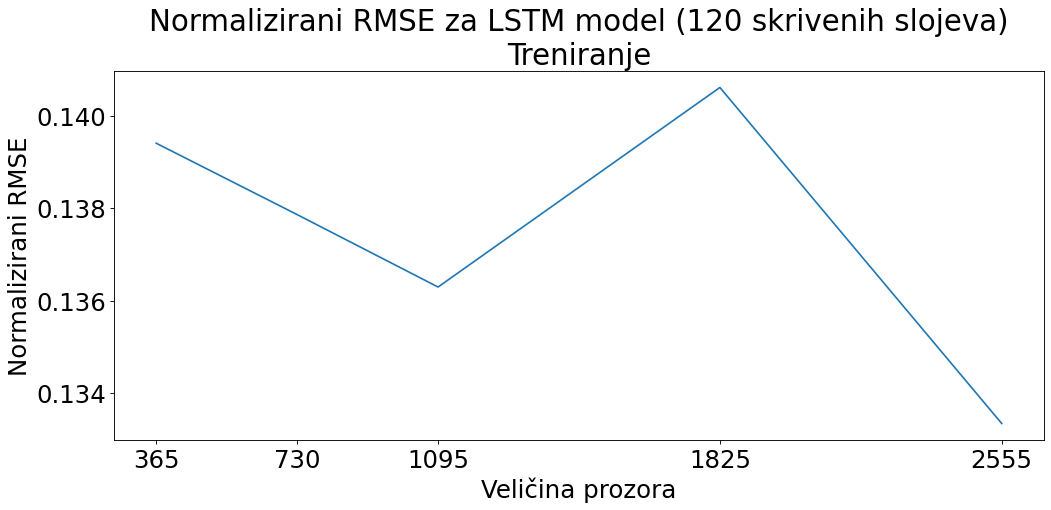 Normalizirani RMSE za LSTM model (120 skrivenih slojeva)
Treniranje
Normalizirani RMSE
0.140
0.138
0.136
0.134
365 730 1095 1825 2555
Veličina prozora